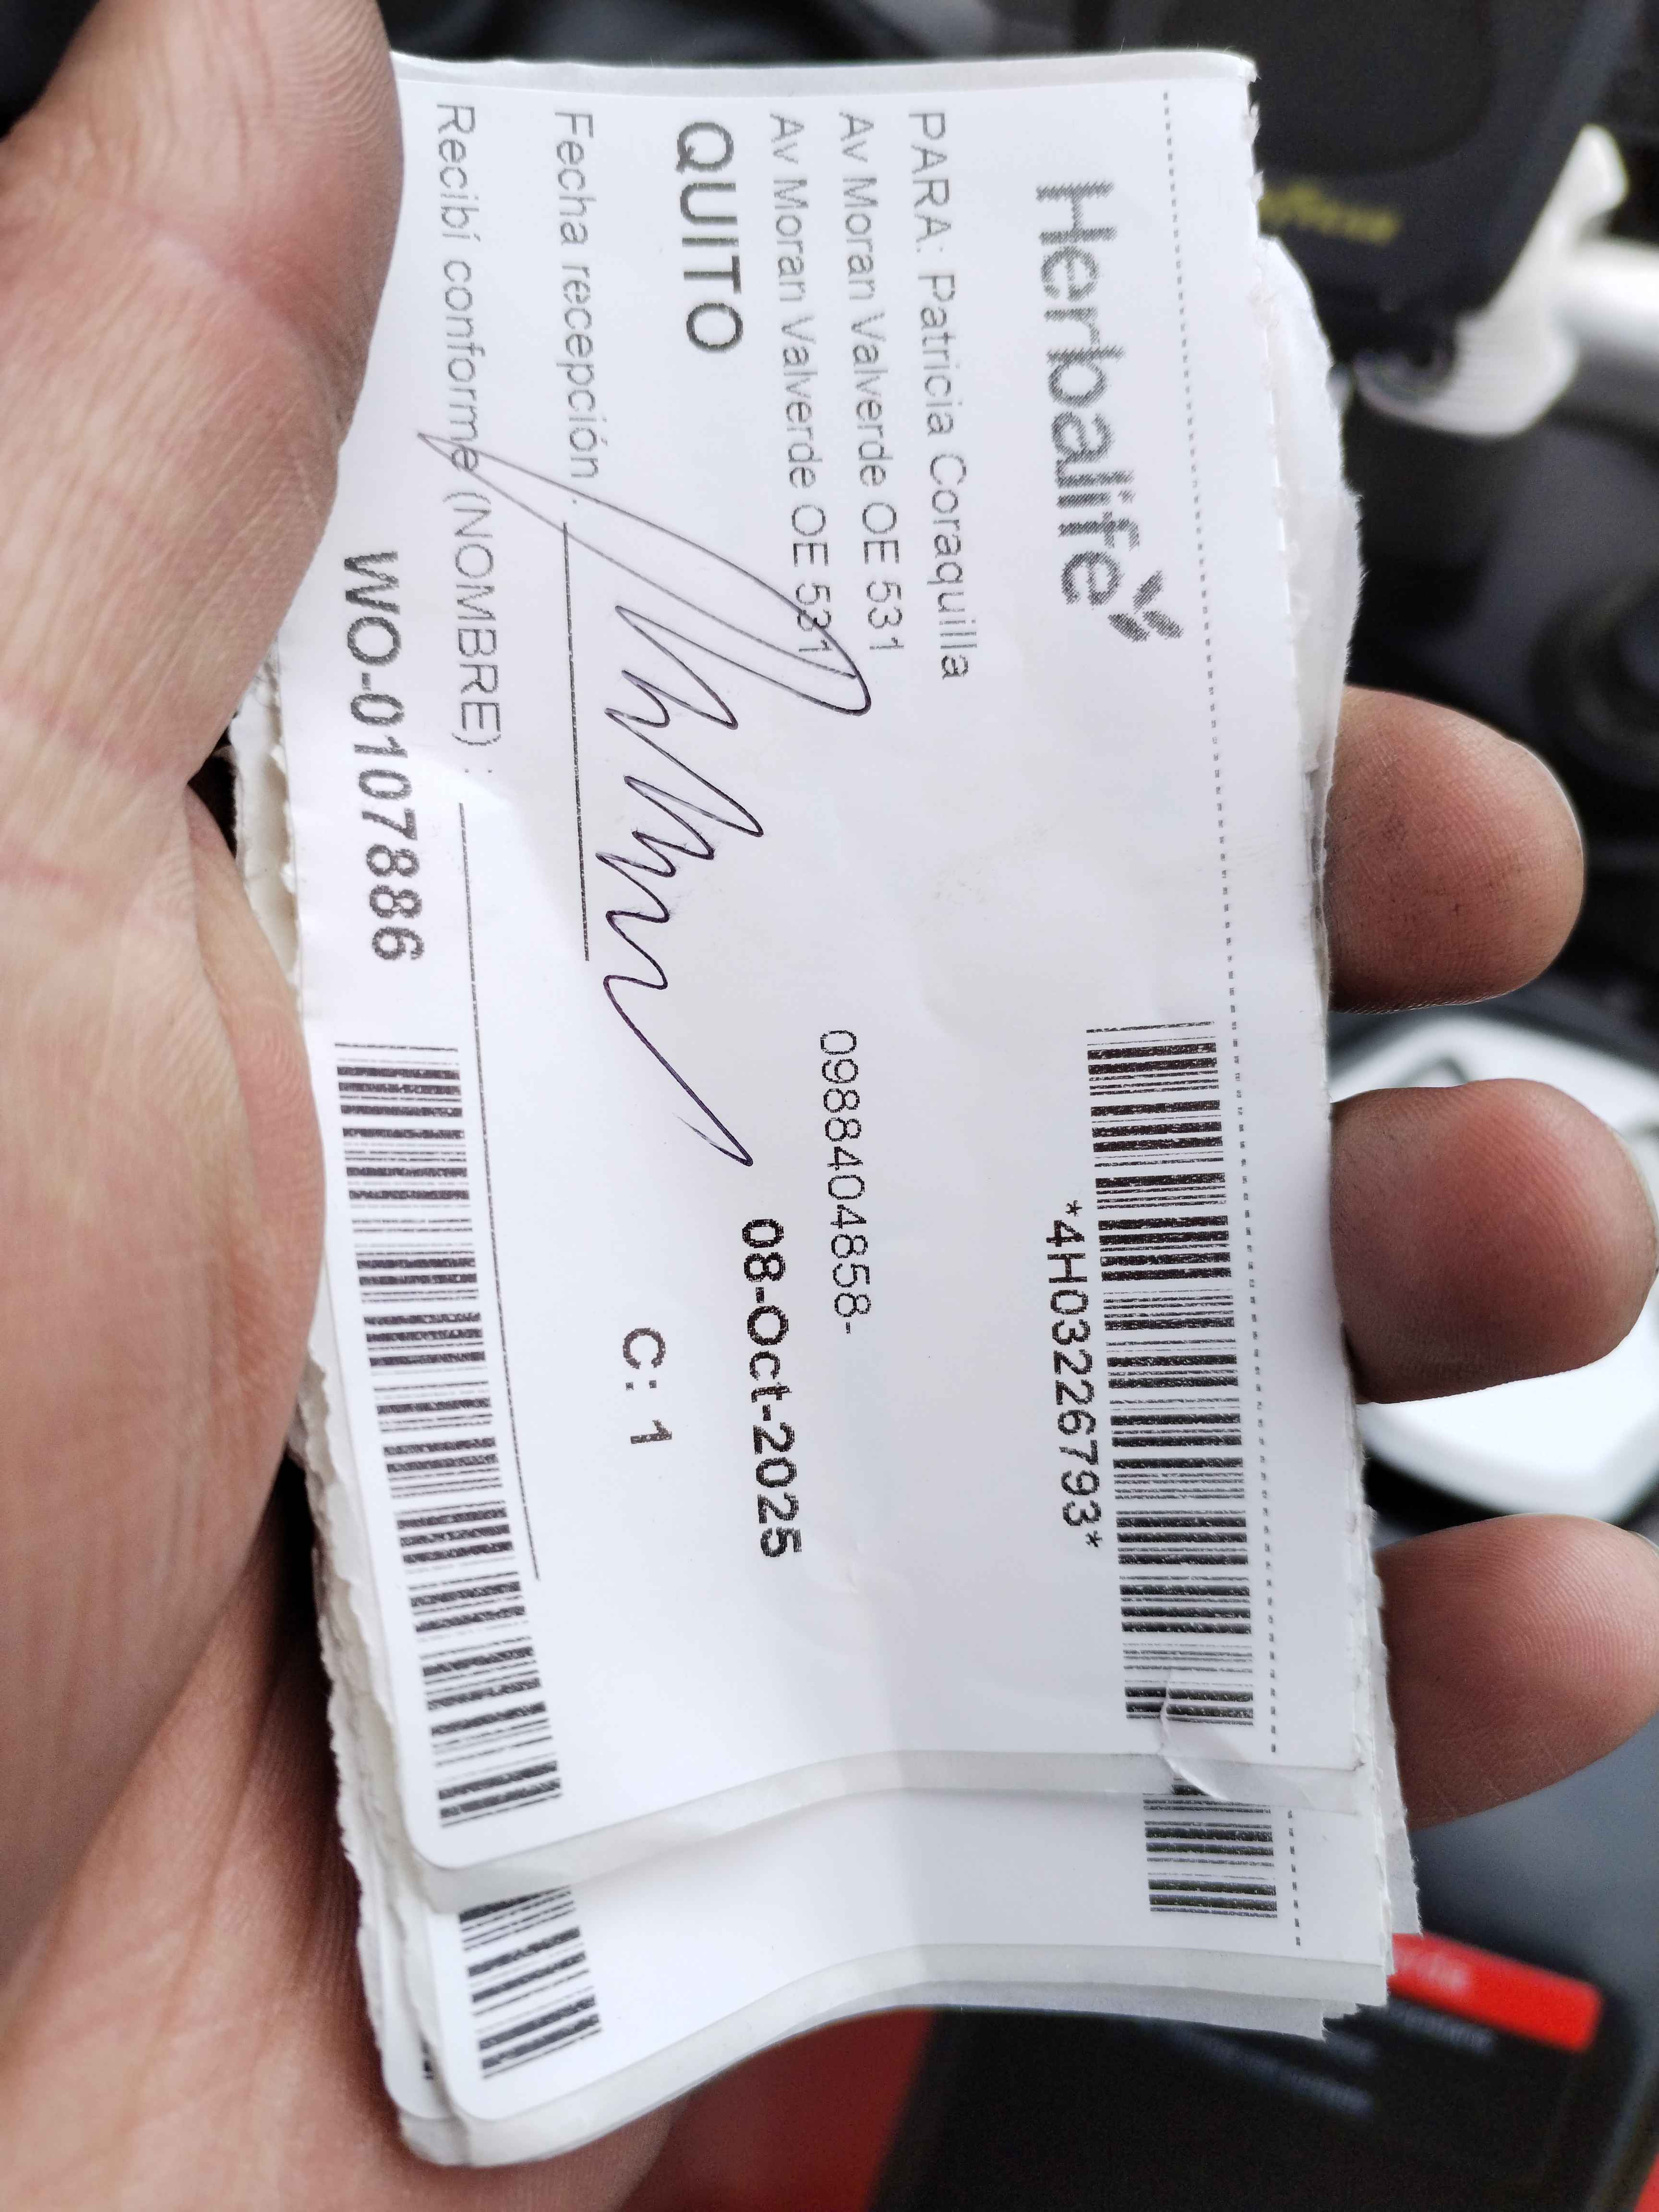 Herbalife
*4H03226793*
PARA: Patricia Coraquilla
Av Moran Valverde OE 531
0988404858-
Av Moran Valverde OE 531
QUITO
08-Oct-2025
Fecha recepción :
C: 1
Recibí conforme (NOMBRE) :
WO-0107886